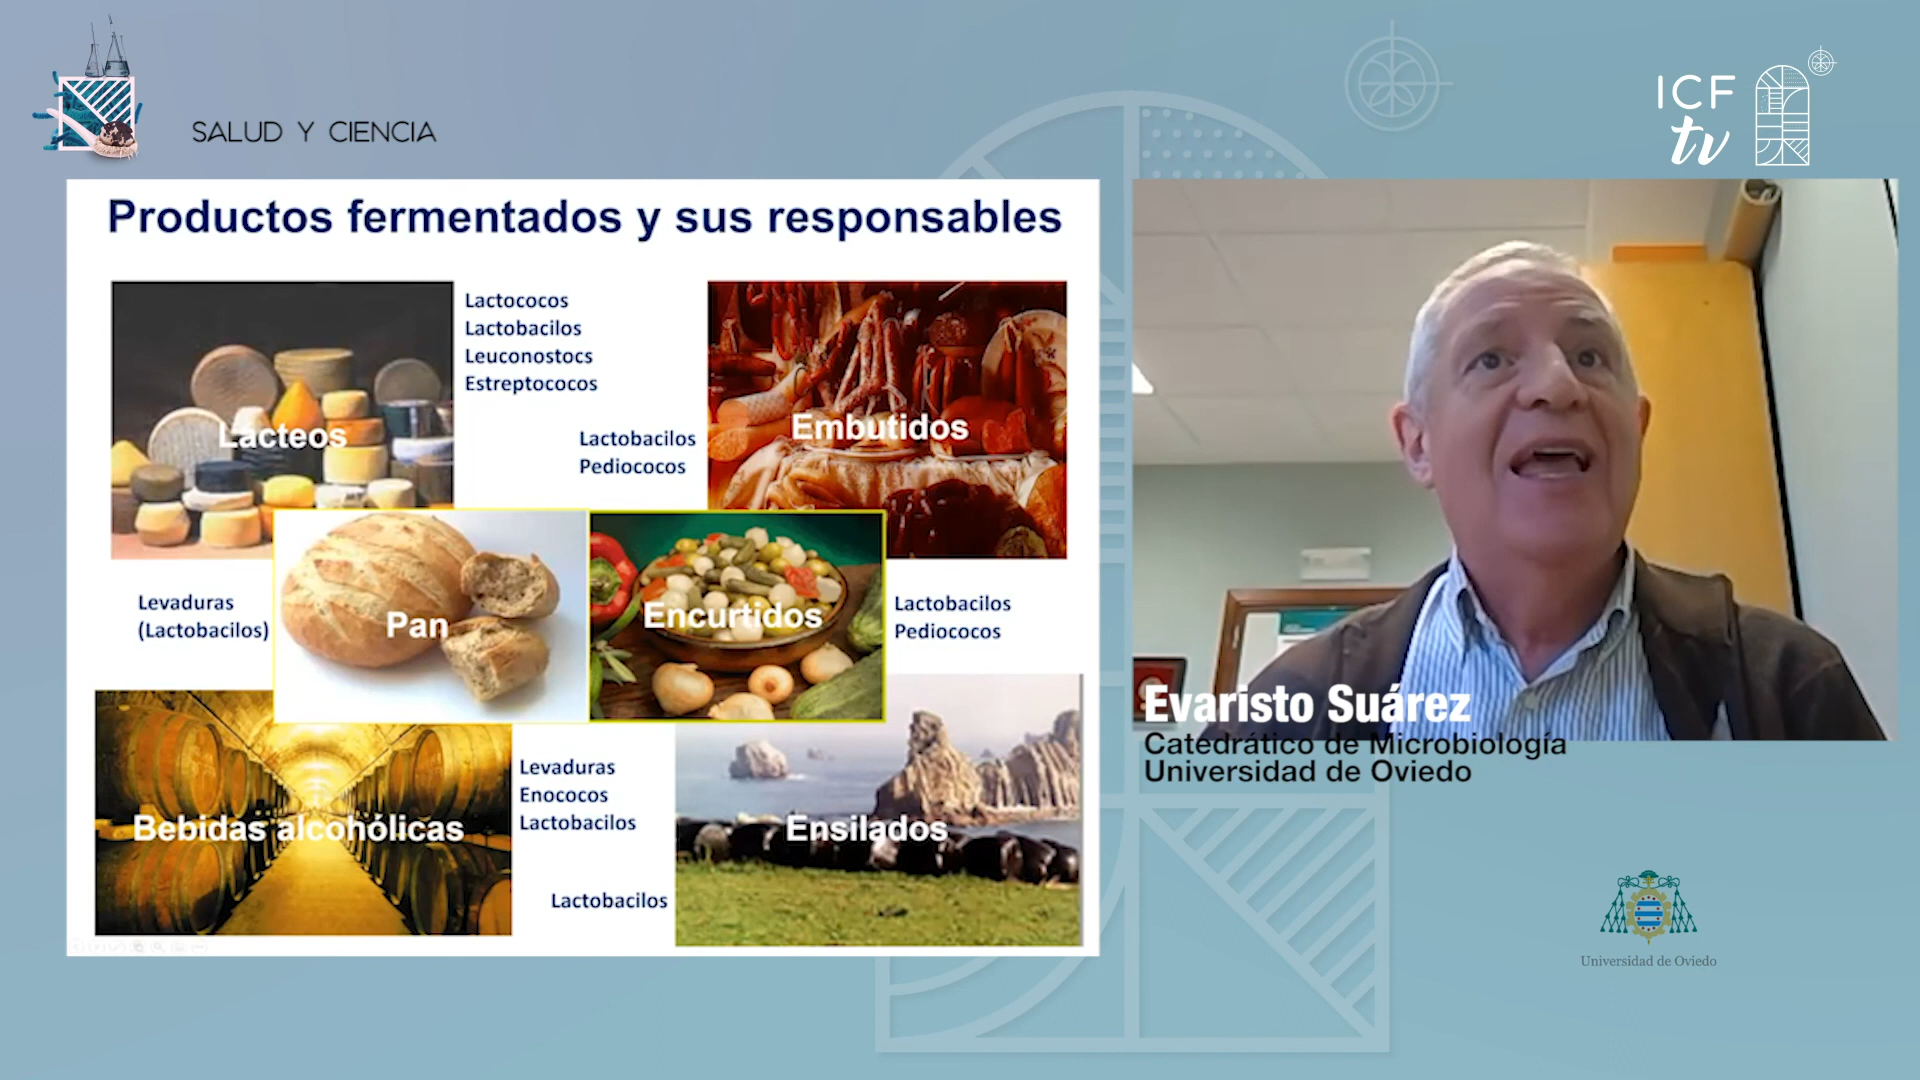 SALUD Y CIENCIA
ICF
tv
Productos fermentados y sus responsables
Lácteos
Lactococos
Lactobacilos
Leuconostocs
Estreptococos
Lactobacilos
Pediococos
Embutidos
Levaduras
(Lactobacilos)
Pan
Encurtidos
Lactobacilos
Pediococos
Bebidas alcohólicas
Levaduras
Enococos
Lactobacilos
Lactobacilos
Ensilados
Evaristo Suárez
Catedrático de Microbiología
Universidad de Oviedo
Universidad de Oviedo